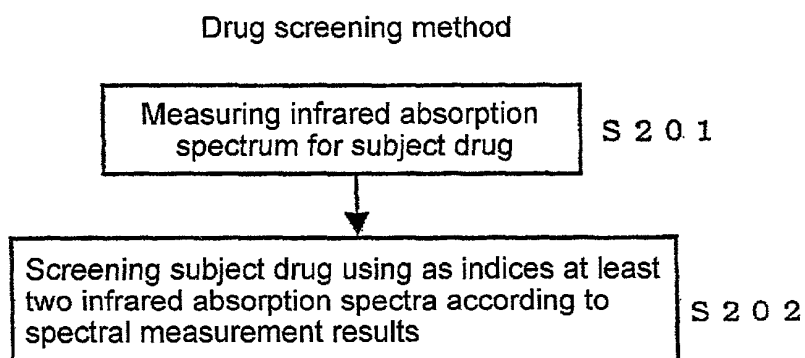 Drug screening method
Measuring infrared absorption
spectrum for subject drug
S 2 0 1
Screening subject drug using as indices at least
two infrared absorption spectra according to
spectral measurement results
S 2 0 2